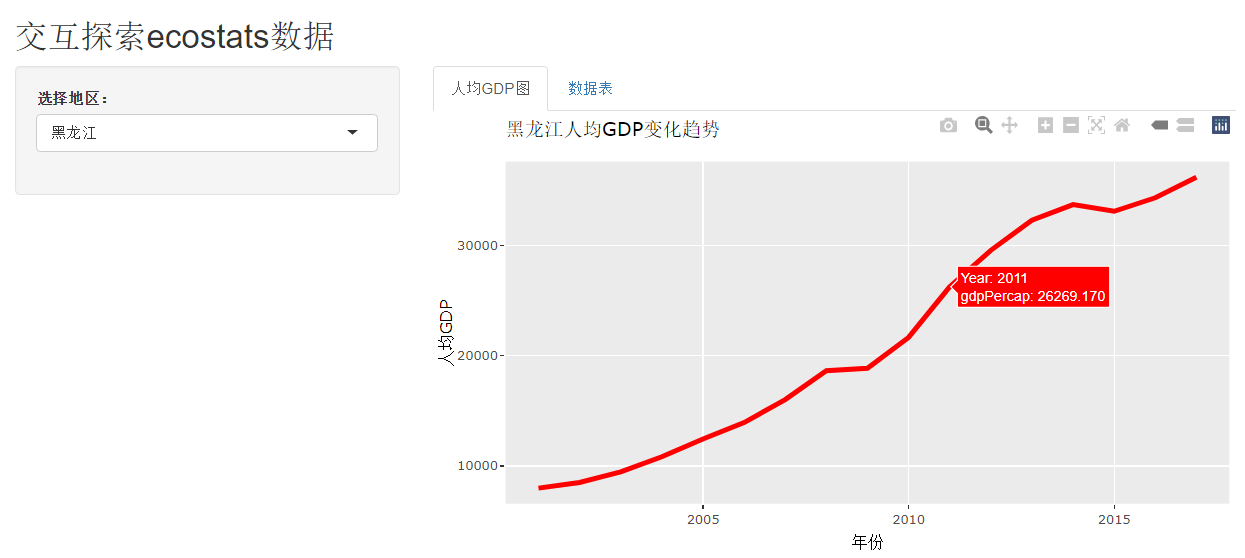 交互探索ecostats数据
选择地区：
黑龙江
人均GDP图
数据表
黑龙江人均GDP变化趋势
人均GDP
30000
20000
10000
Year: 2011
gdpPercap: 26269.170
2005
2010
2015
年份